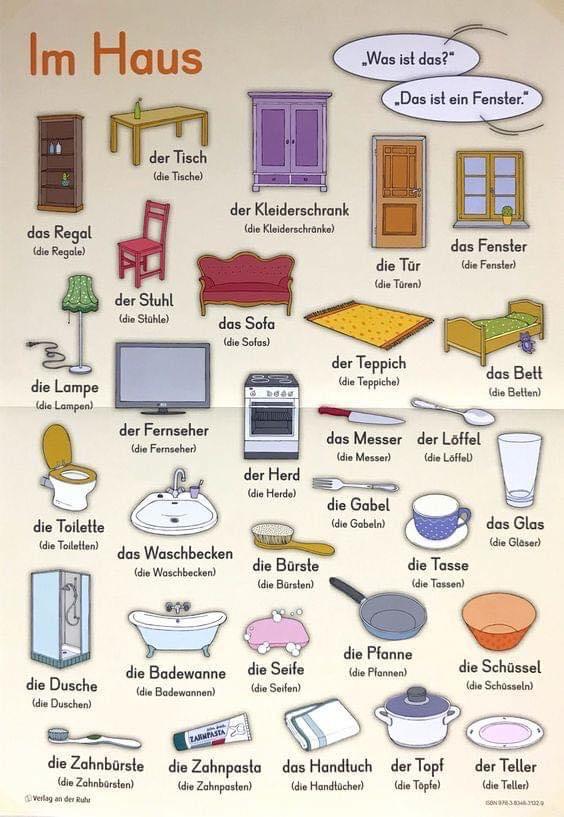 Im Haus
„Was ist das?“
„Das ist ein Fenster.“
der Tisch
(die Tische)
das Regal
(die Regale)
der Kleiderschrank
(die Kleiderschränke)
die Tür
(die Türen)
das Fenster
(die Fenster)
der Stuhl
(die Stühle)
das Sofa
(die Sofas)
der Teppich
(die Teppiche)
das Bett
(die Betten)
die Lampe
(die Lampen)
der Fernseher
(die Fernseher)
der Herd
(die Herde)
das Messer
(die Messer)
der Löffel
(die Löffel)
die Gabel
(die Gabeln)
das Glas
(die Gläser)
die Toilette
(die Toiletten)
das Waschbecken
(die Waschbecken)
die Bürste
(die Bürsten)
die Tasse
(die Tassen)
die Dusche
(die Duschen)
die Badewanne
(die Badewannen)
die Seife
(die Seifen)
die Pfanne
(die Pfannen)
die Schüssel
(die Schüsseln)
ZAHNPASTA
die Zahnbürste
(die Zahnbürsten)
die Zahnpasta
(die Zahnpasten)
das Handtuch
(die Handtücher)
der Topf
(die Töpfe)
der Teller
(die Teller)
Verlag an der Ruhr
ISBN 978-3-8346-3132-9